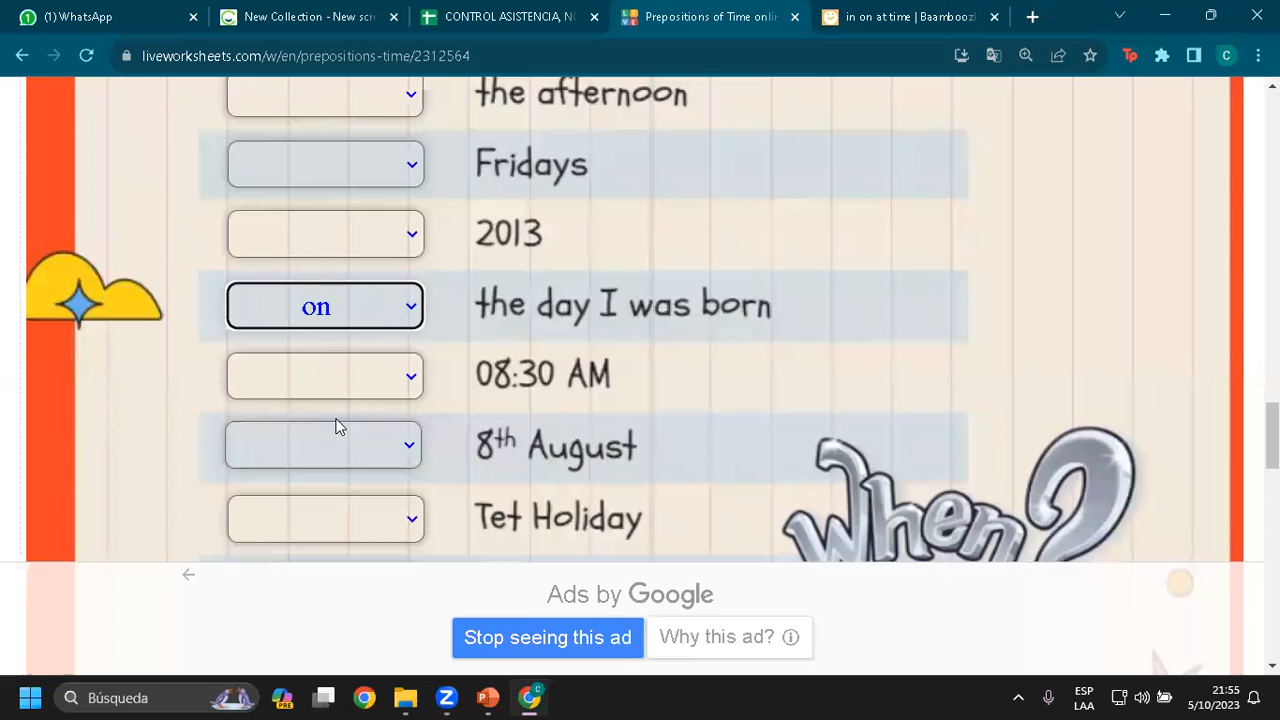 (1) WhatsApp
New Collection - New scr
CONTROL ASISTENCIA, NO
Prepositions of Time onli
in on at time | Baamboozl
liveworksheets.com/w/en/prepositions-time/2312564
the afternoon
Fridays
2013
on the day I was born
08:30 AM
8th August
Tet Holiday
When?
Ads by Google
Stop seeing this ad
Why this ad?
Búsqueda
PRE
ESP
LAA
21:55
5/10/2023